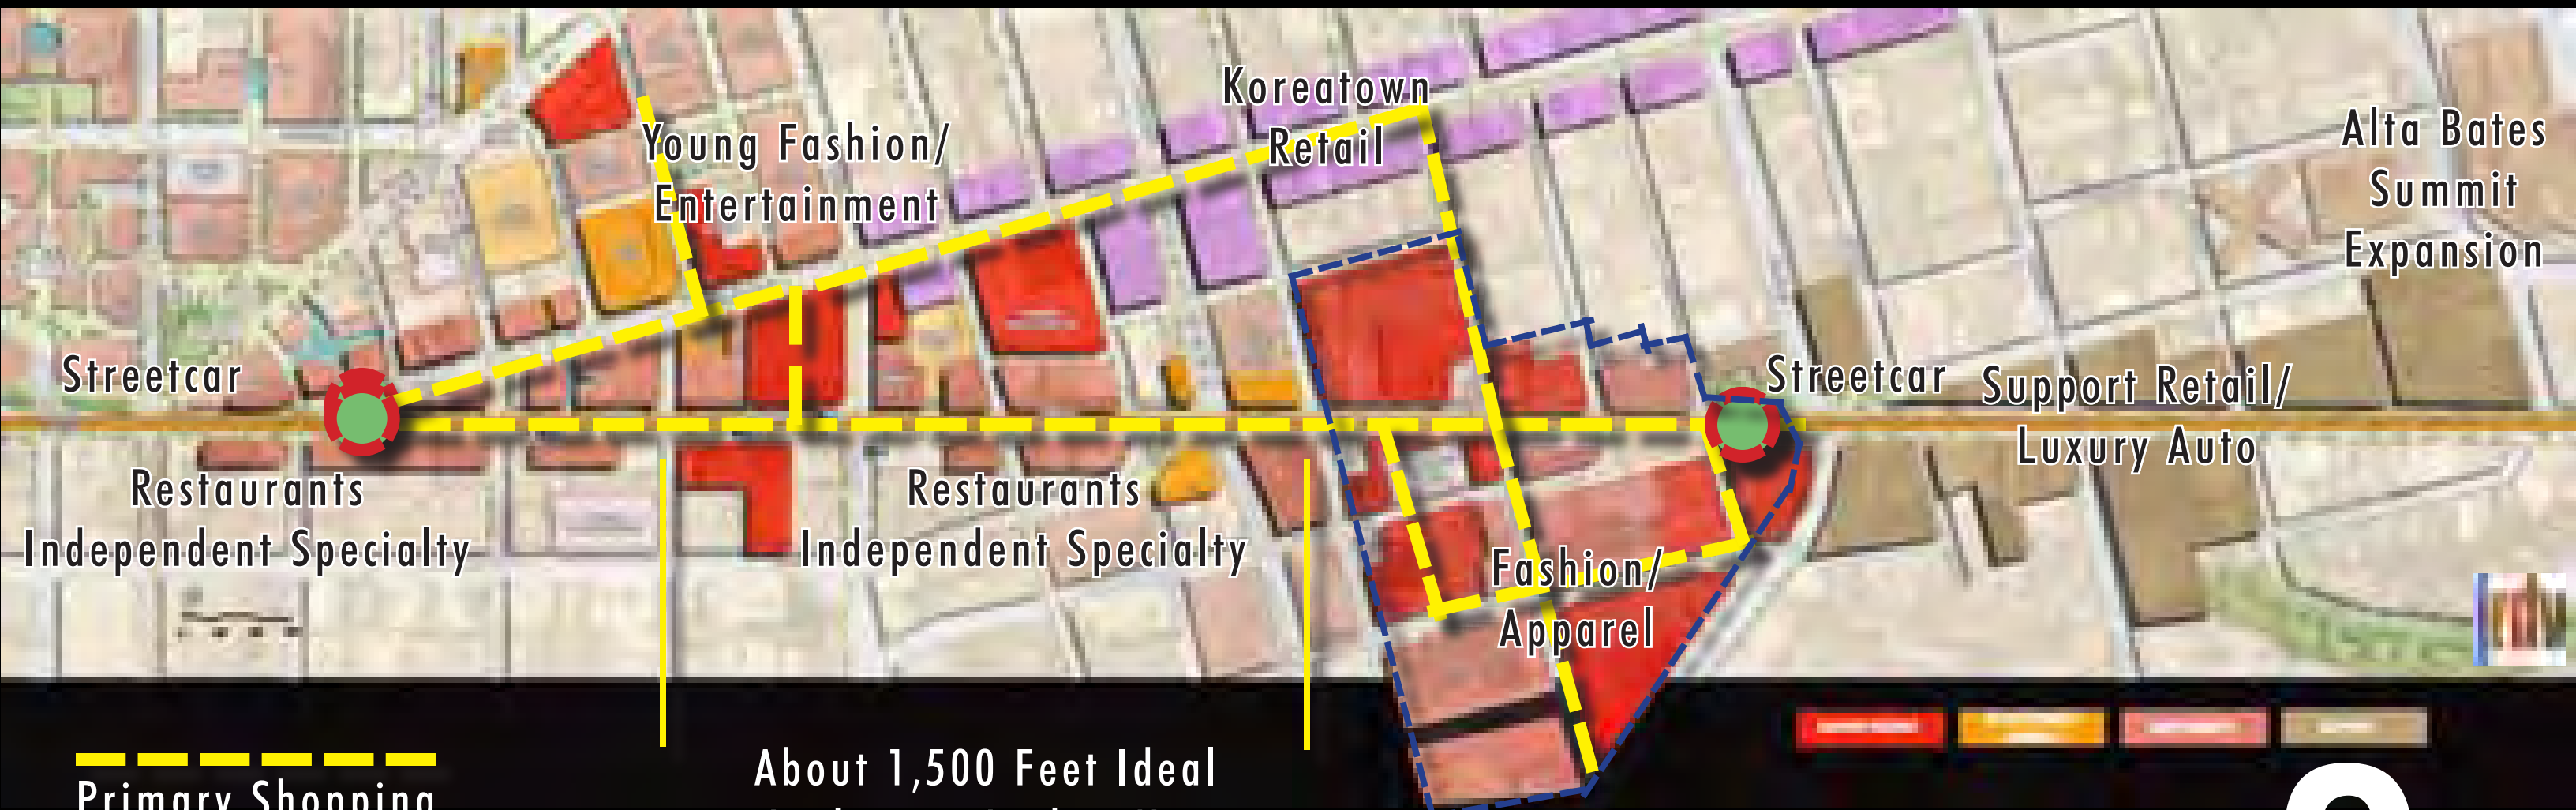 Koreatown
Retail
Young Fashion/
Entertainment
Alta Bates
Summit
Expansion
Streetcar
Streetcar
Support Retail/
Luxury Auto
Restaurants
Independent Specialty
Restaurants
Independent Specialty
Fashion/
Apparel
About 1,500 Feet Ideal
Primary Shopping